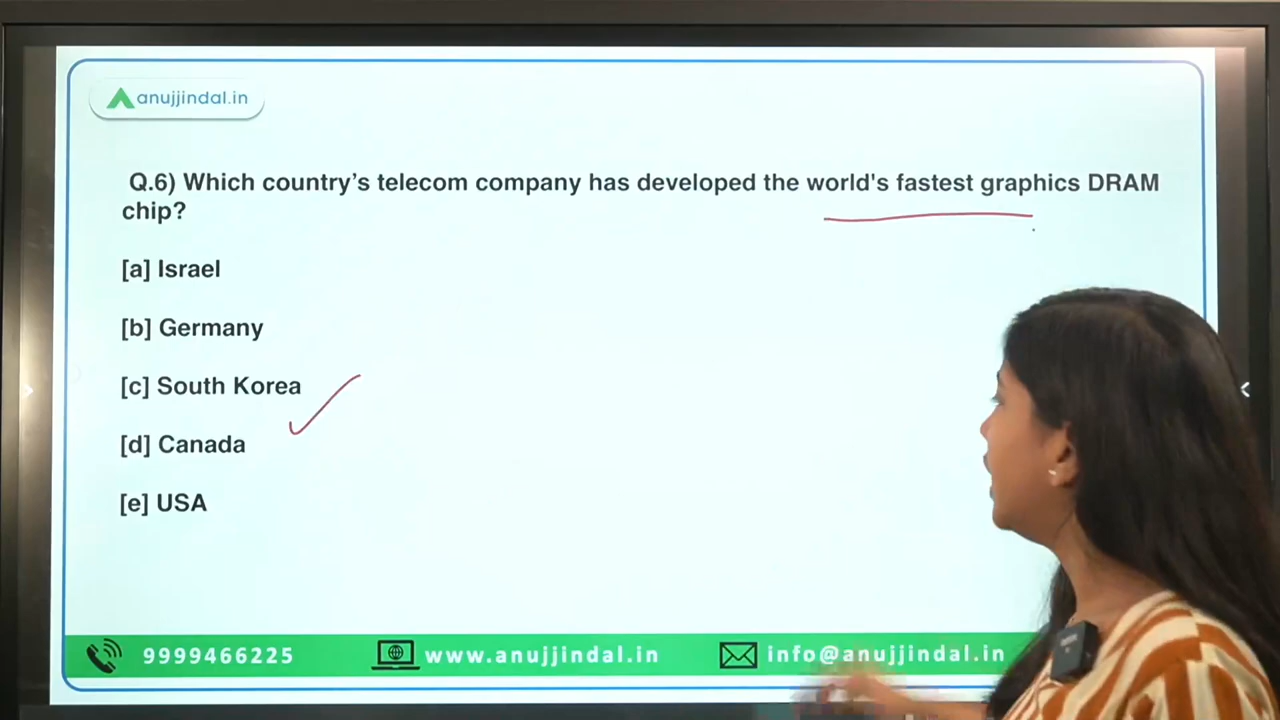 anujjindal.in
Q.6) Which country's telecom company has developed the world's fastest graphics DRAM
chip?
[a] Israel
[b] Germany
[c] South Korea
[d] Canada
[e] USA
9999466225 www.anujjindal.in info@anujjindal.in